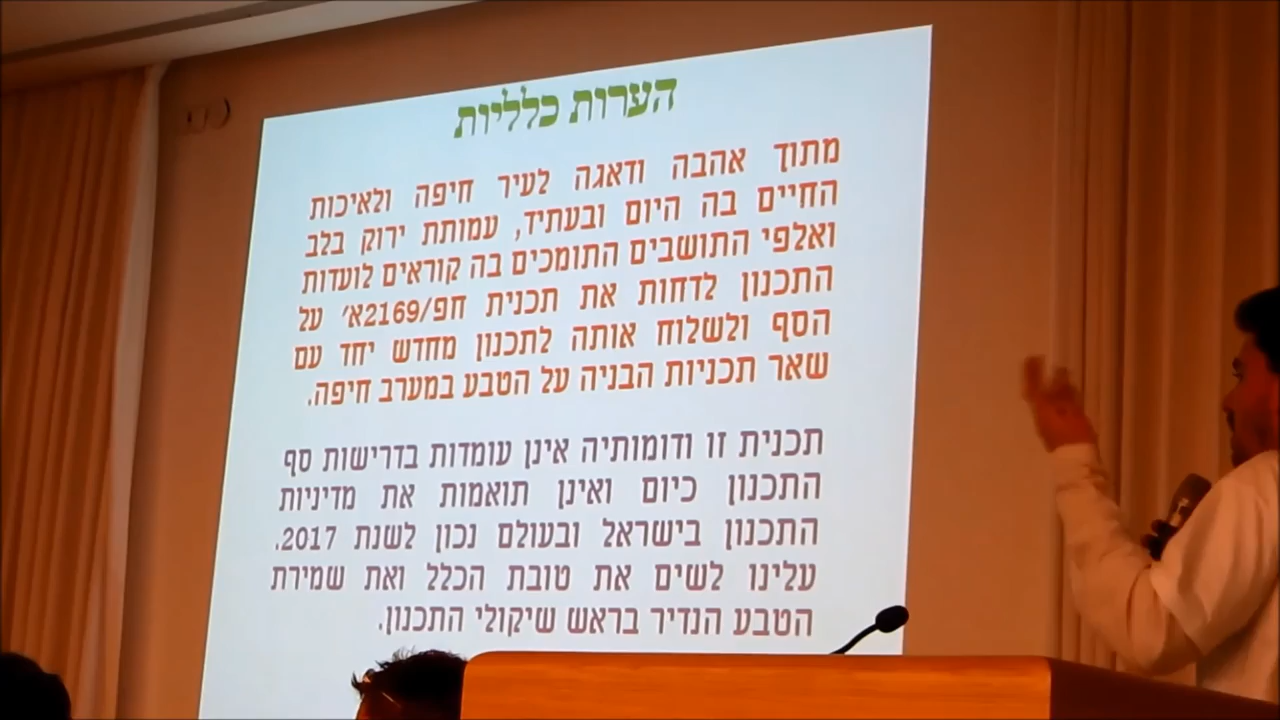 הערות כלליות
מתוך אהבה ודאגה לעיר חיפה ולאיכות
החיים בה היום ובעתיד, עמותת ירוק בלב
ואלפי התושבים התומכים בה קוראים לועדות
התכנון לדחות את תכנית חפ/2169א' על
הסף ולשלוח אותה לתכנון מחדש יחד עם
שאר תכניות הבניה על הטבע במערב חיפה.
תכנית זו ודומותיה אינן עומדות בדרישות סף
התכנון כיום ואינן תואמות את מדיניות
התכנון בישראל ובעולם נכון לשנת 2017.
עלינו לשים את טובת הכלל ואת שמירת
הטבע הנדיר בראש שיקולי התכנון.